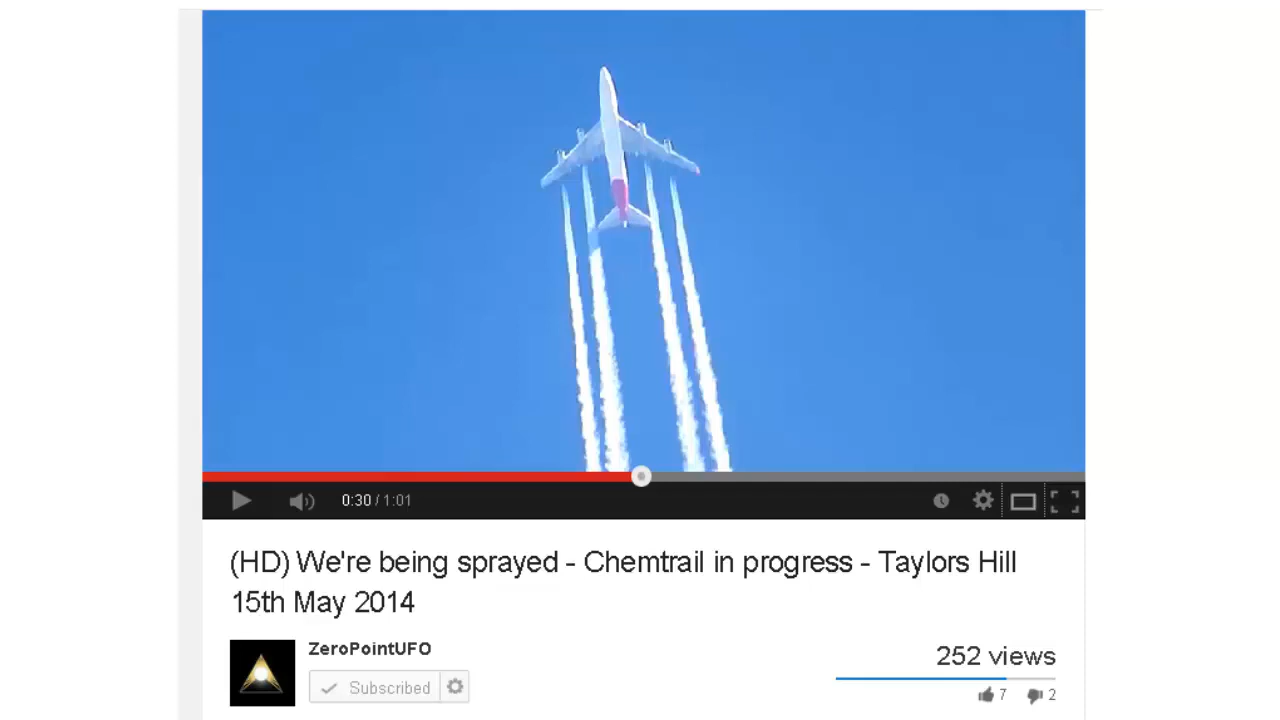 0:30 / 1:01
(HD) We're being sprayed - Chemtrail in progress - Taylors Hill
15th May 2014
ZeroPointUFO
Subscribed
252 views
7 2